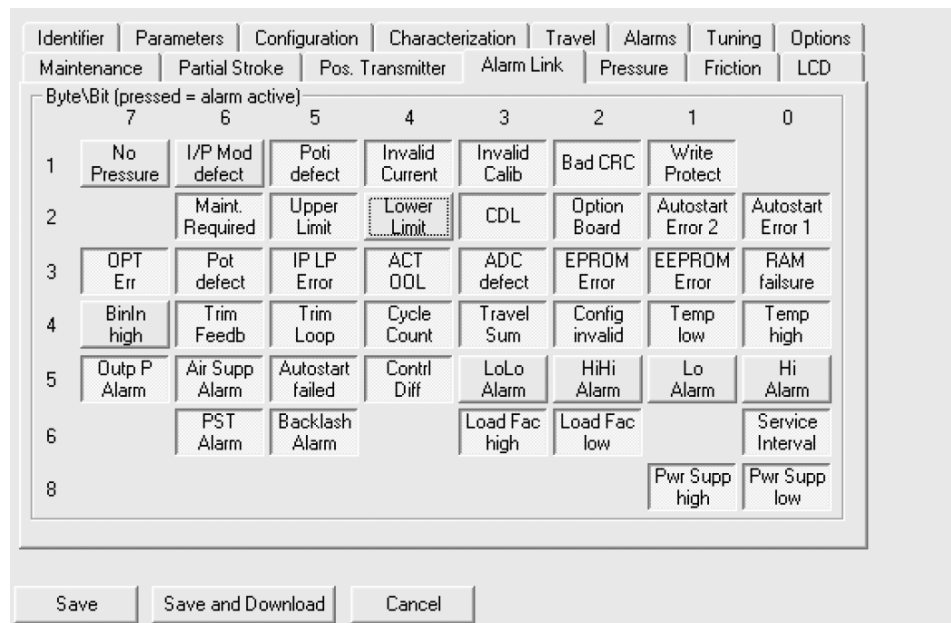 Identifier Parameters Configuration Characterization Travel Alarms Tuning Options
Maintenance Partial Stroke Pos. Transmitter Alarm Link Pressure Friction LCD
Byte\Bit (pressed = alarm active)
7 6 5 4 3 2 1 0
1
No Pressure
I/P Mod defect
Poti defect
Invalid Current
Invalid Calib
Bad CRC
Write Protect
2
Maint. Required
Upper Limit
Lower Limit
CDL
Option Board
Autostart Error 2
Autostart Error 1
3
OPT Err
Pot defect
IP LP Error
ACT OOL
ADC defect
EPROM Error
EEPROM Error
RAM failsure
4
BinIn high
Trim Feedb
Trim Loop
Cycle Count
Travel Sum
Config invalid
Temp low
Temp high
5
Outp P Alarm
Air Supp Alarm
Autostart failed
Contrl Diff
LoLo Alarm
HiHi Alarm
Lo Alarm
Hi Alarm
6
PST Alarm
Backlash Alarm
Load Fac high
Load Fac low
Service Interval
8
Pwr Supp high
Pwr Supp low
Save Save and Download Cancel